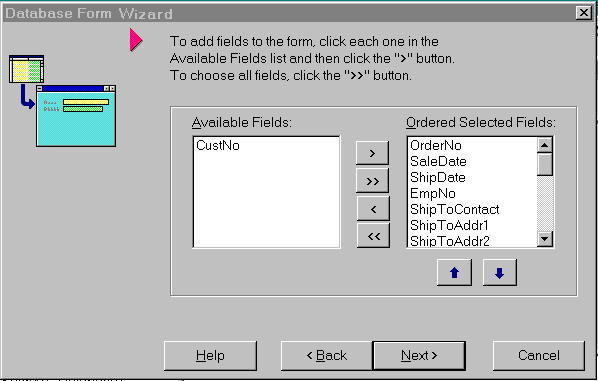 Database Form Wizard
To add fields to the form, click each one in the
Available Fields list and then click the ">" button.
To choose all fields, click the ">>" button.
Available Fields:
Ordered Selected Fields:
CustNo
OrderNo
SaleDate
ShipDate
EmpNo
ShipToContact
ShipToAddr1
ShipToAddr2
>
>>
<
<<
Help
< Back
Next >
Cancel